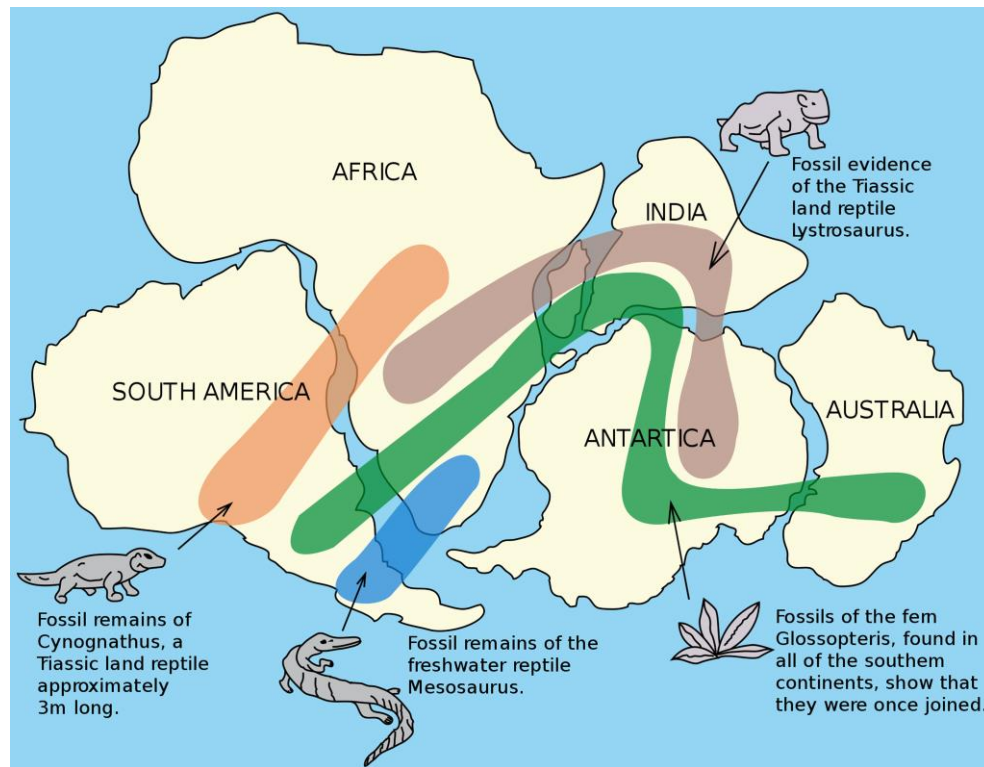 AFRICA
INDIA
Fossil evidence
of the Tiassic
land reptile
Lystrosaurus.
SOUTH AMERICA
ANTARTICA
AUSTRALIA
Fossil remains of
Cynognathus, a
Tiassic land reptile
approximately
3m long.
Fossil remains of the
freshwater reptile
Mesosaurus.
Fossils of the fem
Glossopteris, found in
all of the southem
continents, show that
they were once joined.